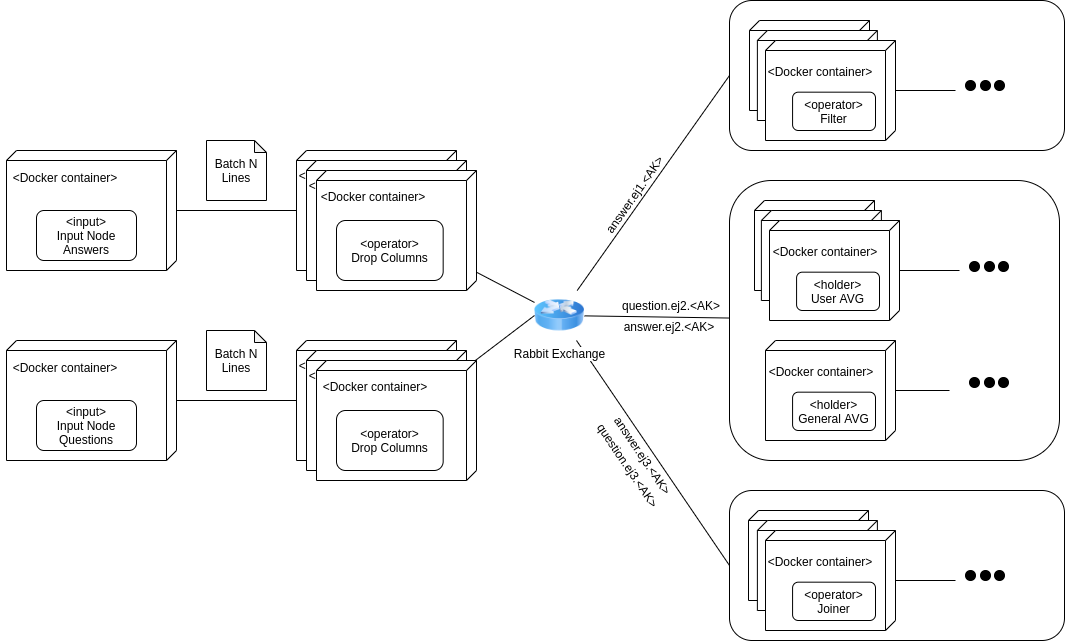 <Docker container>
<input>
Input Node
Answers
Batch N
Lines
<
<
<Docker container>
<operator>
Drop Columns
<Docker container>
<input>
Input Node
Questions
Batch N
Lines
<
<
<Docker container>
<operator>
Drop Columns
Rabbit Exchange
answer.ej1.<AK>
question.ej2.<AK>
answer.ej2.<AK>
answer.ej3.<AK>
question.ej3.<AK>
<Docker container>
<operator>
Filter
<Docker container>
<holder>
User AVG
<Docker container>
<holder>
General AVG
<Docker container>
<operator>
Joiner